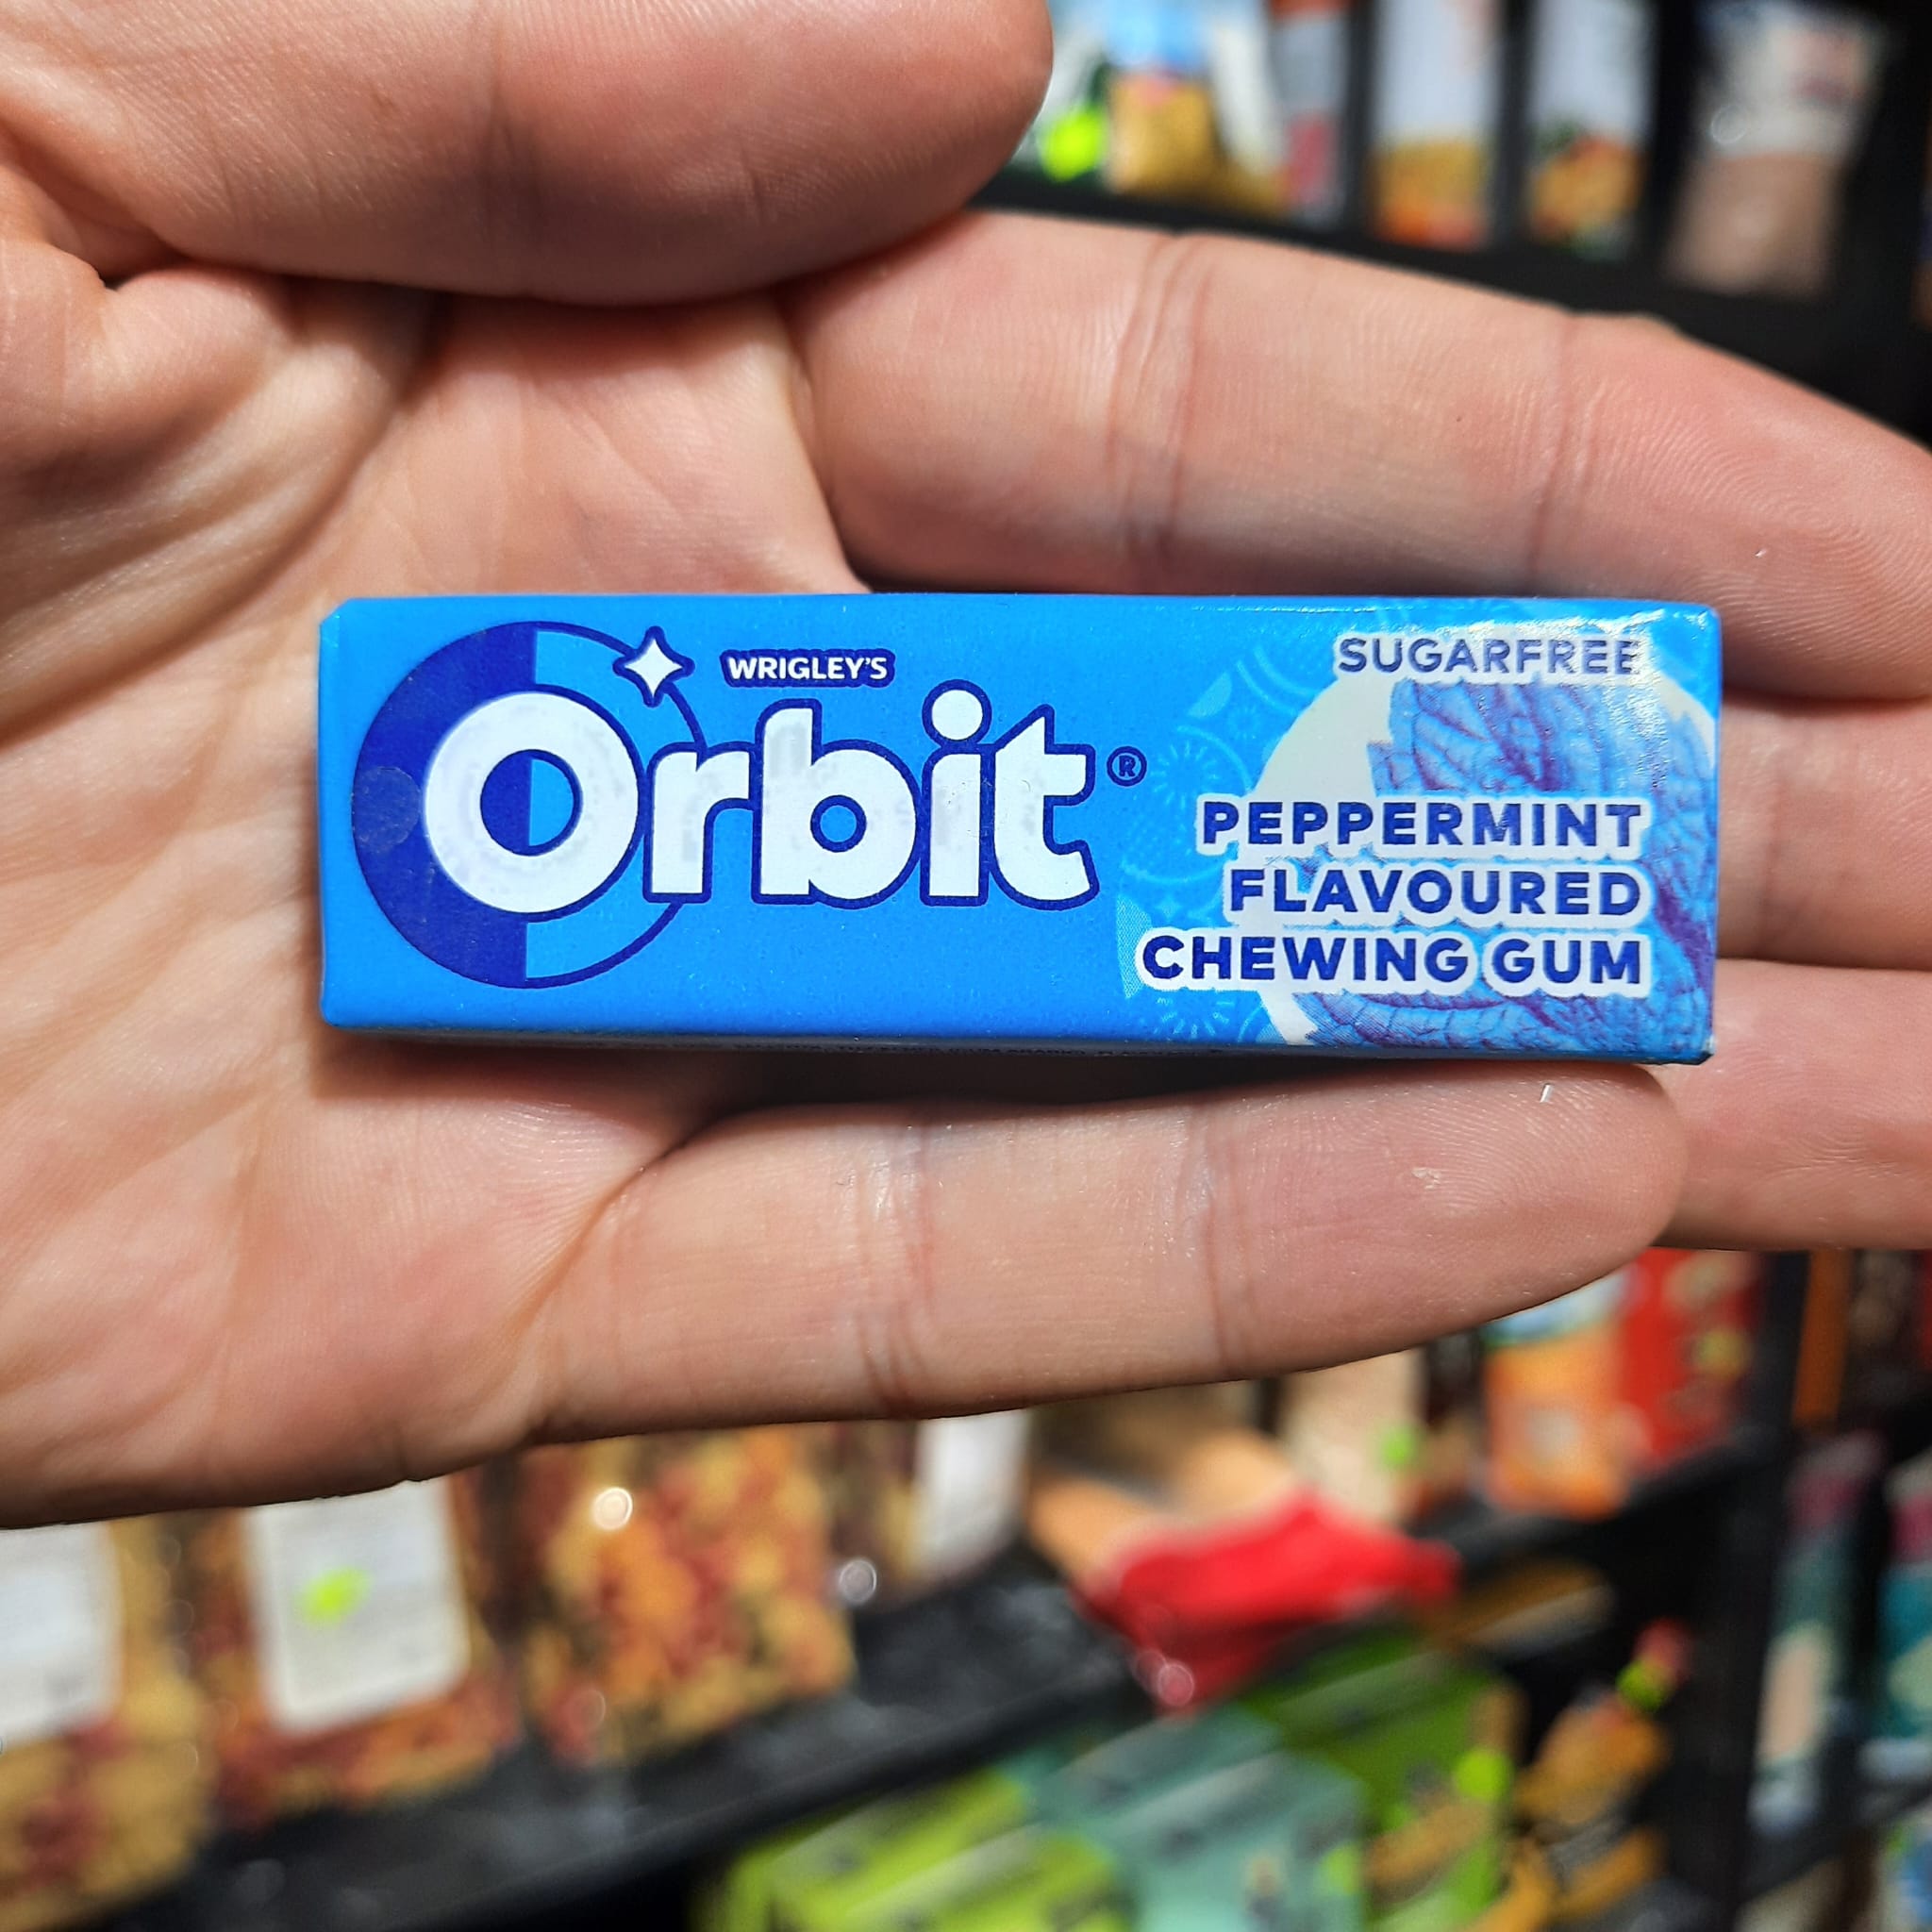 WRIGLEY'S
Orbit®
SUGARFREE
PEPPERMINT
FLAVOURED
CHEWING GUM